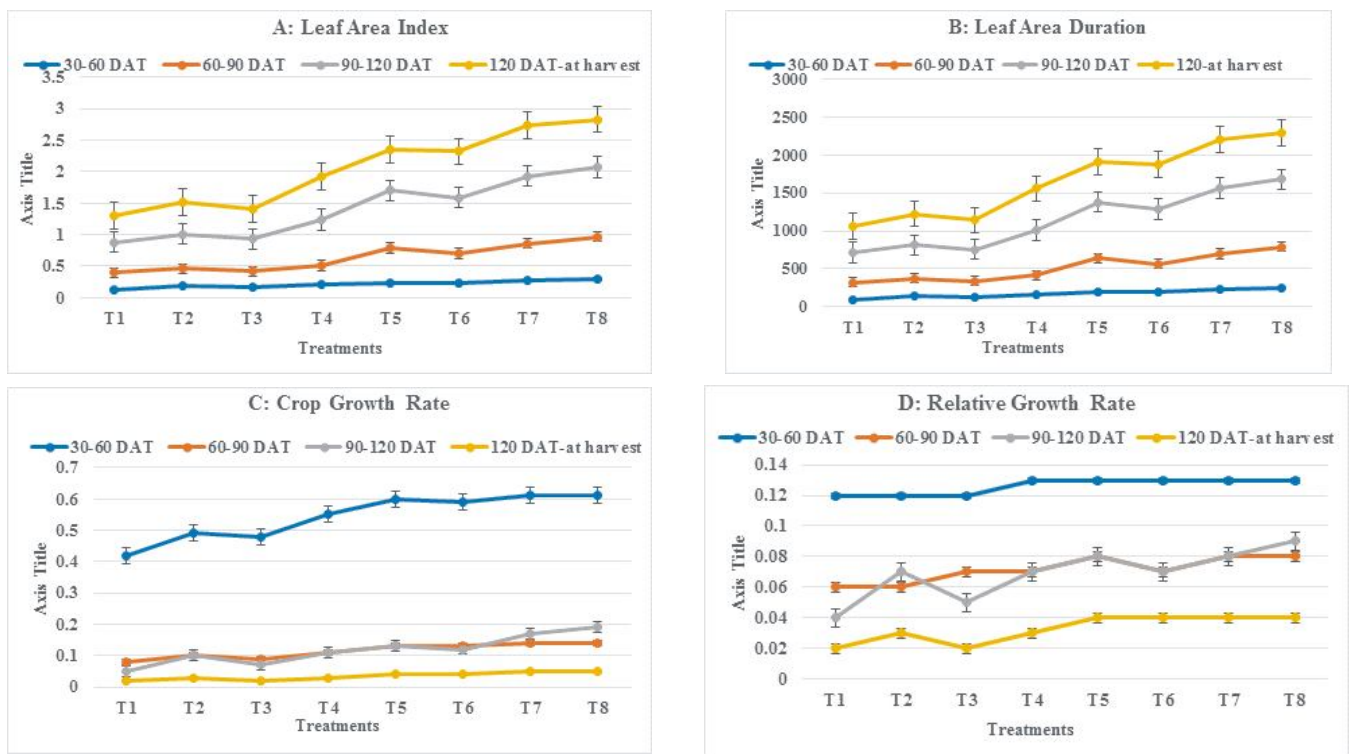 A: Leaf Area Index
30-60 DAT 60-90 DAT 90-120 DAT 120 DAT-at harvest
3.5
3
2.5
2
1.5
1
0.5
0
Axis Title
T1 T2 T3 T4 T5 T6 T7 T8
Treatments
B: Leaf Area Duration
30-60 DAT 60-90 DAT 90-120 DAT 120-at harvest
3000
2500
2000
1500
1000
500
0
Axis Title
T1 T2 T3 T4 T5 T6 T7 T8
Treatments
C: Crop Growth Rate
30-60 DAT 60-90 DAT 90-120 DAT 120 DAT-at harvest
0.7
0.6
0.5
0.4
0.3
0.2
0.1
0
Axis Title
T1 T2 T3 T4 T5 T6 T7 T8
Treatments
D: Relative Growth Rate
30-60 DAT 60-90 DAT 90-120 DAT 120 DAT-at harvest
0.14
0.12
0.1
0.08
0.06
0.04
0.02
0
Axis Title
T1 T2 T3 T4 T5 T6 T7 T8
Treatments